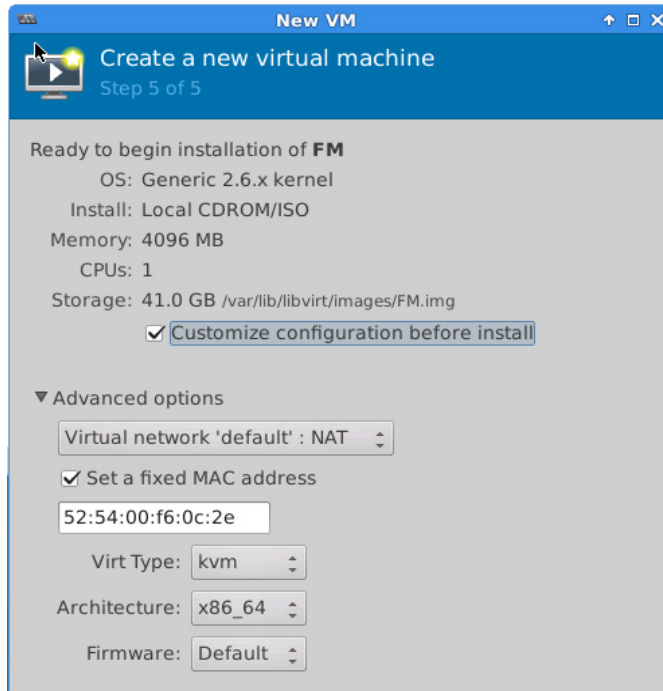 New VM
Create a new virtual machine
Step 5 of 5
Ready to begin installation of FM
OS: Generic 2.6.x kernel
Install: Local CDROM/ISO
Memory: 4096 MB
CPUs: 1
Storage: 41.0 GB /var/lib/libvirt/images/FM.img
Customize configuration before install
Advanced options
Virtual network 'default' : NAT
Set a fixed MAC address
52:54:00:f6:0c:2e
Virt Type: kvm
Architecture: x86_64
Firmware: Default